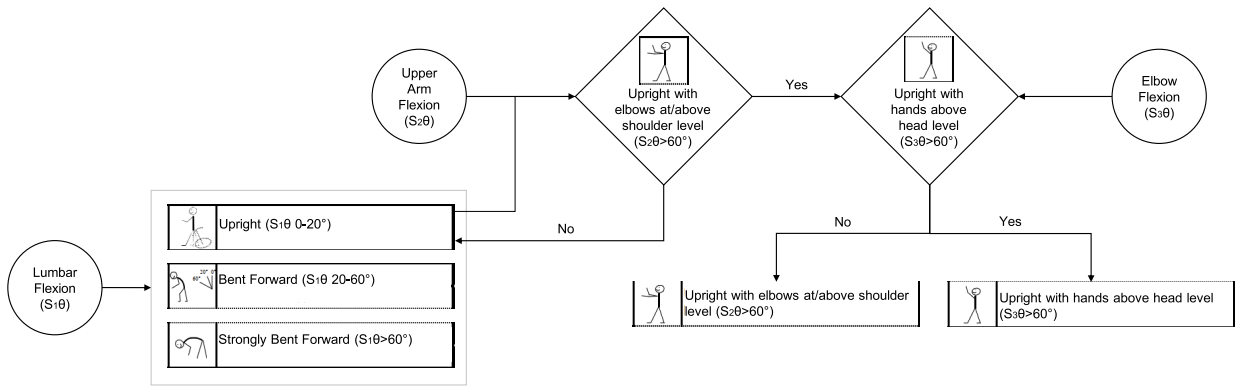 Upper
Arm
Flexion
(S2θ)
Upright with
elbows at/above
shoulder level
(S2θ>60°)
Yes
Upright with
hands above
head level
(S3θ>60°)
Elbow
Flexion
(S3θ)
Lumbar
Flexion
(S1θ)
Upright (S1θ 0-20°)
20° 0°
60°
Bent Forward (S1θ 20-60°)
Strongly Bent Forward (S1θ>60°)
No
No
Yes
Upright with elbows at/above shoulder
level (S2θ>60°)
Upright with hands above head level
(S3θ>60°)